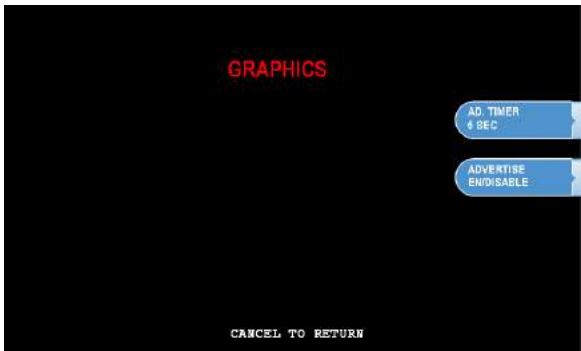 GRAPHICS
AD. TIMER
6 SEC
ADVERTISE
EN/DISABLE
CANCEL TO RETURN